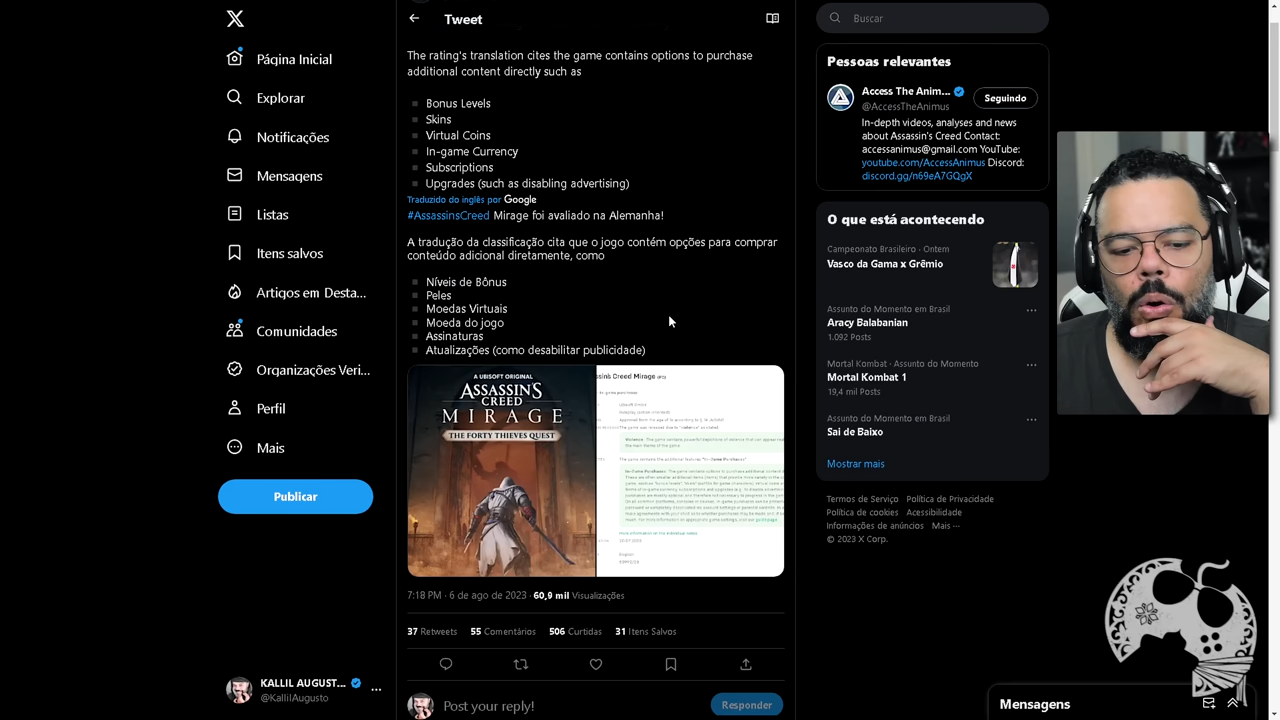 Página Inicial
Explorar
Notificações
Mensagens
Listas
Itens salvos
Artigos em Desta...
Comunidades
Organizações Veri...
Perfil
Mais
Publicar
KALLIL AUGUST...
@KallilAugusto
Tweet
The rating's translation cites the game contains options to purchase
additional content directly such as
Bonus Levels
Skins
Virtual Coins
In-game Currency
Subscriptions
Upgrades (such as disabling advertising)
Traduzido do inglês por Google
#AssassinsCreed Mirage foi avaliado na Alemanha!
A tradução da classificação cita que o jogo contém opções para comprar
conteúdo adicional diretamente, como
Níveis de Bônus
Peles
Moedas Virtuais
Moeda do jogo
Assinaturas
Atualizações (como desabilitar publicidade)
A UBISOFT ORIGINAL
ASSASSIN'S
CREED
MIRAGE
THE FORTY THIEVES QUEST
ssin's Creed Mirage
7:18 PM · 6 de ago de 2023 · 60,9 mil Visualizações
37 Retweets 55 Comentários 506 Curtidas 31 Itens Salvos
Post your reply!
Responder
Buscar
Pessoas relevantes
Access The Anim...
@AccessTheAnimus
Seguindo
In-depth videos, analyses and news
about Assassin's Creed Contact:
accessanimus@gmail.com YouTube:
youtube.com/AccessAnimus Discord:
discord.gg/n69eA7GQgX
O que está acontecendo
Campeonato Brasileiro · Ontem
Vasco da Gama x Grêmio
Assunto do Momento em Brasil
Aracy Balabanian
1.092 Posts
Mortal Kombat · Assunto do Momento
Mortal Kombat 1
19,4 mil Posts
Assunto do Momento em Brasil
Sai de Baixo
Mostrar mais
Termos de Serviço Política de Privacidade
Política de cookies Acessibilidade
Informações de anúncios Mais ...
© 2023 X Corp.
Mensagens